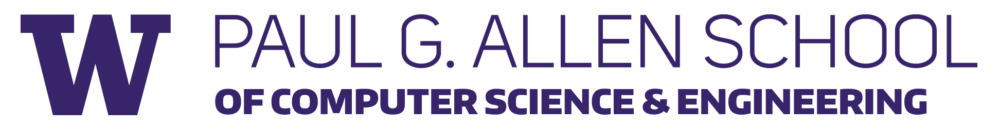 W
PAUL G. ALLEN SCHOOL
OF COMPUTER SCIENCE & ENGINEERING